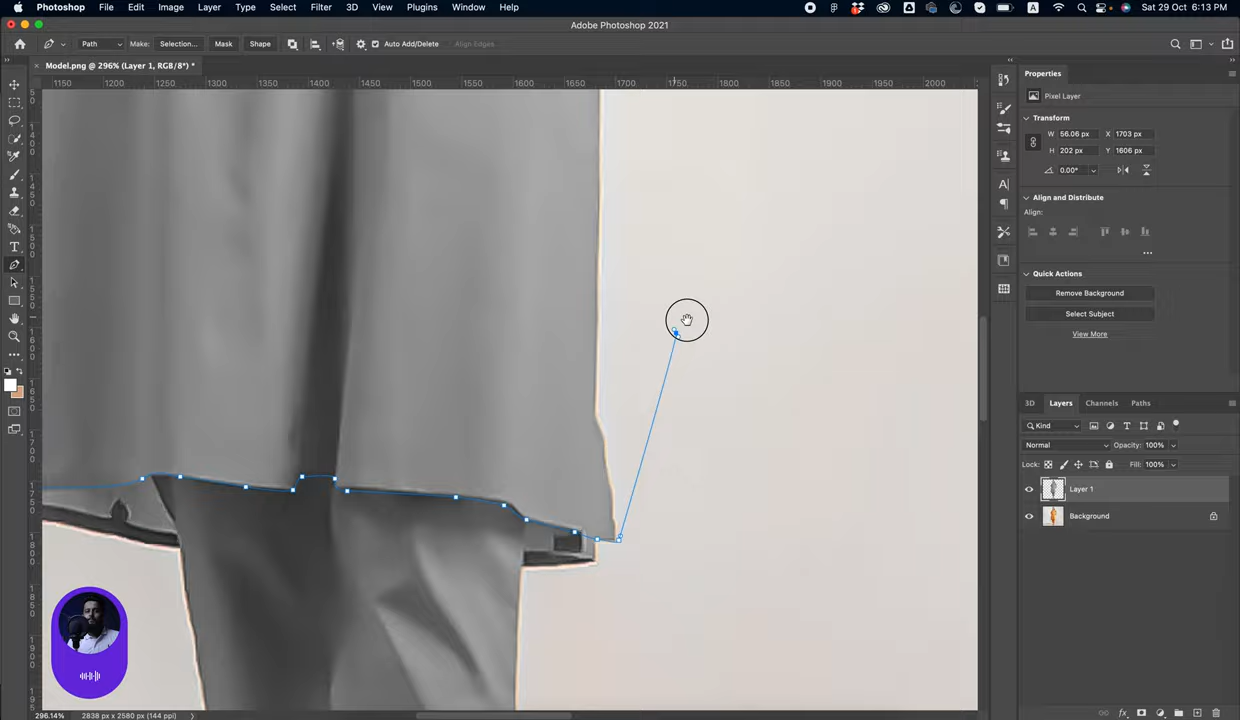 Photoshop File Edit Image Layer Type Select Filter 3D View Plugins Window Help A Sat 29 Oct 6:13 PM
Adobe Photoshop 2021
Path Make: Selection... Mask Shape Auto Add/Delete Align Edges
Model.png @ 296% (Layer 1, RGB/8*) *
1150 1200 1250 1300 1350 1400 1450 1500 1550 1600 1650 1700 1750 1800 1850 1900 1950 2000
Properties
Pixel Layer
Transform
W 56.06 px X 1703 px
H 202 px Y 1606 px
0.00°
Align and Distribute
Align:
Quick Actions
Remove Background
Select Subject
View More
3D Layers Channels Paths
Kind
Normal Opacity: 100%
Lock: Fill: 100%
Layer 1
Background
296.14% 2838 px x 2580 px (144 ppi)